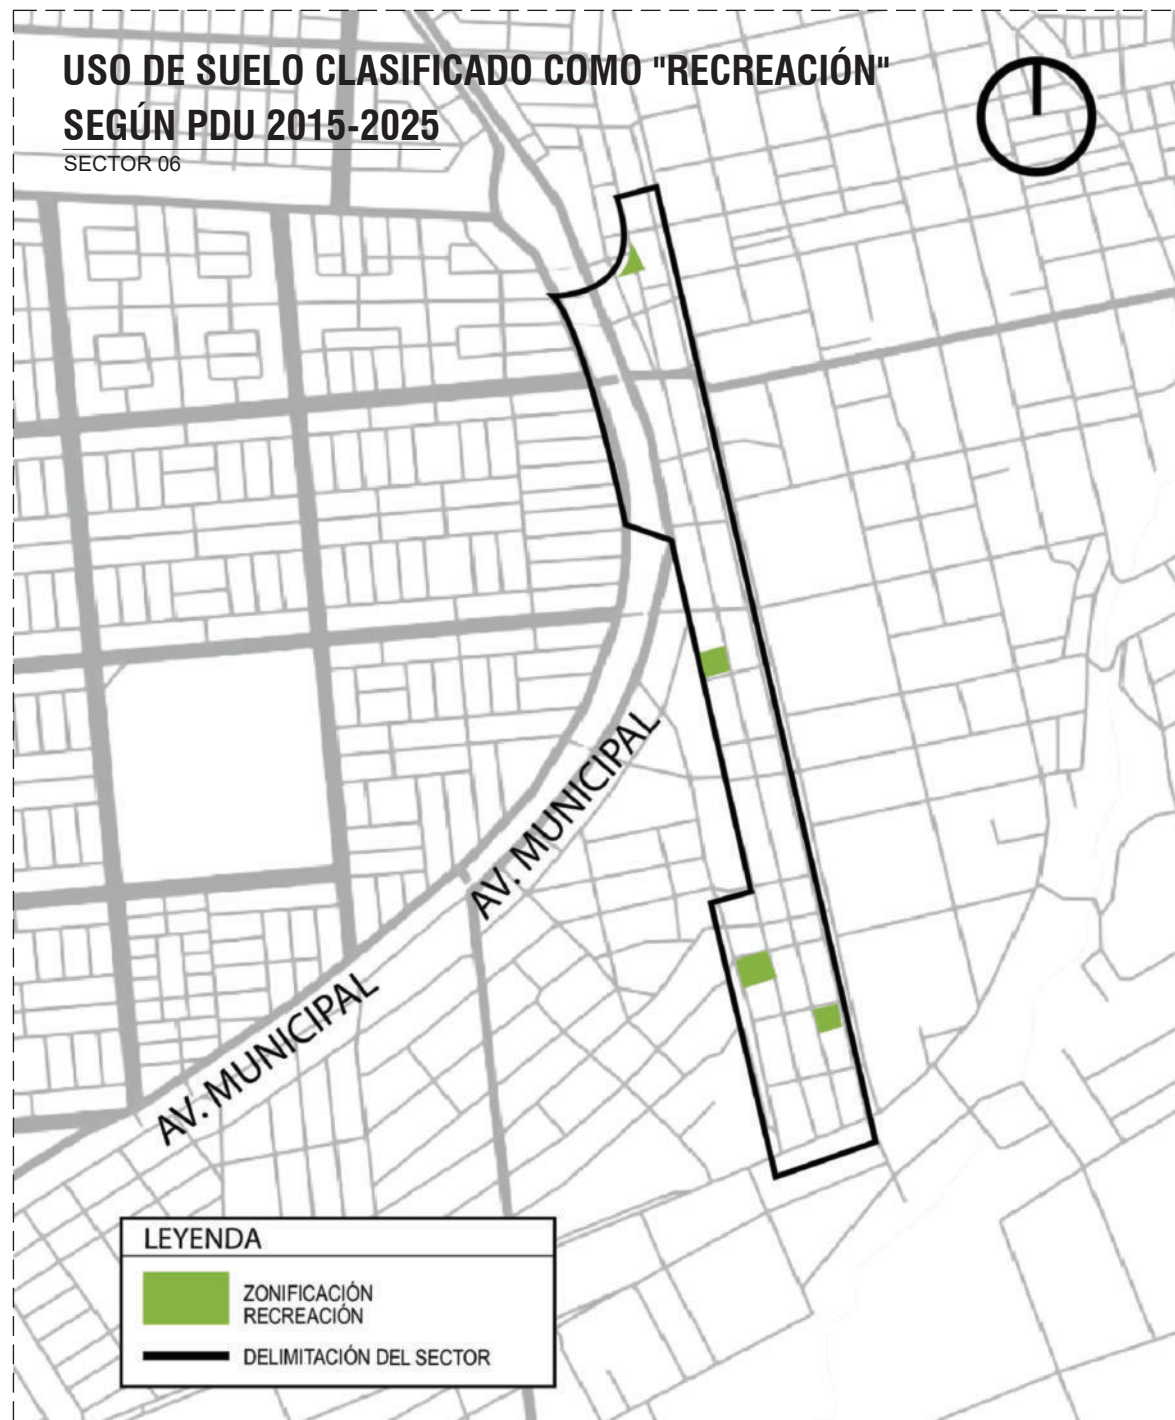 USO DE SUELO CLASIFICADO COMO "RECREACIÓN"
SEGÚN PDU 2015-2025
SECTOR 06
AV. MUNICIPAL
AV. MUNICIPAL
LEYENDA
ZONIFICACIÓN
RECREACIÓN
DELIMITACIÓN DEL SECTOR